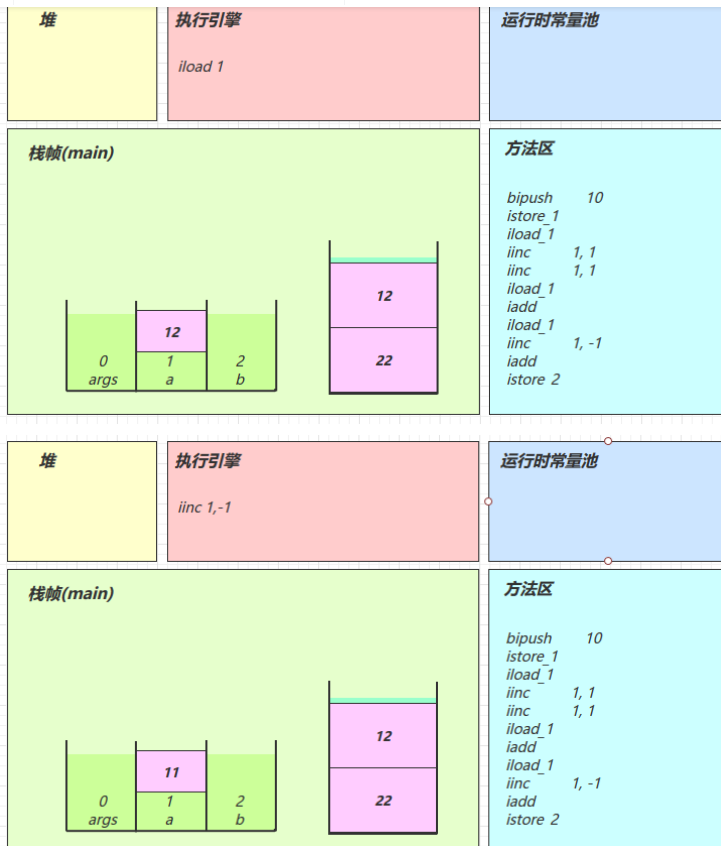 堆
执行引擎
运行时常量池
iload 1
栈帧(main)
方法区
bipush 10
istore_1
iload_1
iinc 1, 1
iinc 1, 1
iload_1
iadd
iload_1
iinc 1, -1
iadd
istore 2
12
12
22
0 1 2
args a b
堆
执行引擎
运行时常量池
iinc 1,-1
栈帧(main)
方法区
bipush 10
istore_1
iload_1
iinc 1, 1
iinc 1, 1
iload_1
iadd
iload_1
iinc 1, -1
iadd
istore 2
11
12
22
0 1 2
args a b